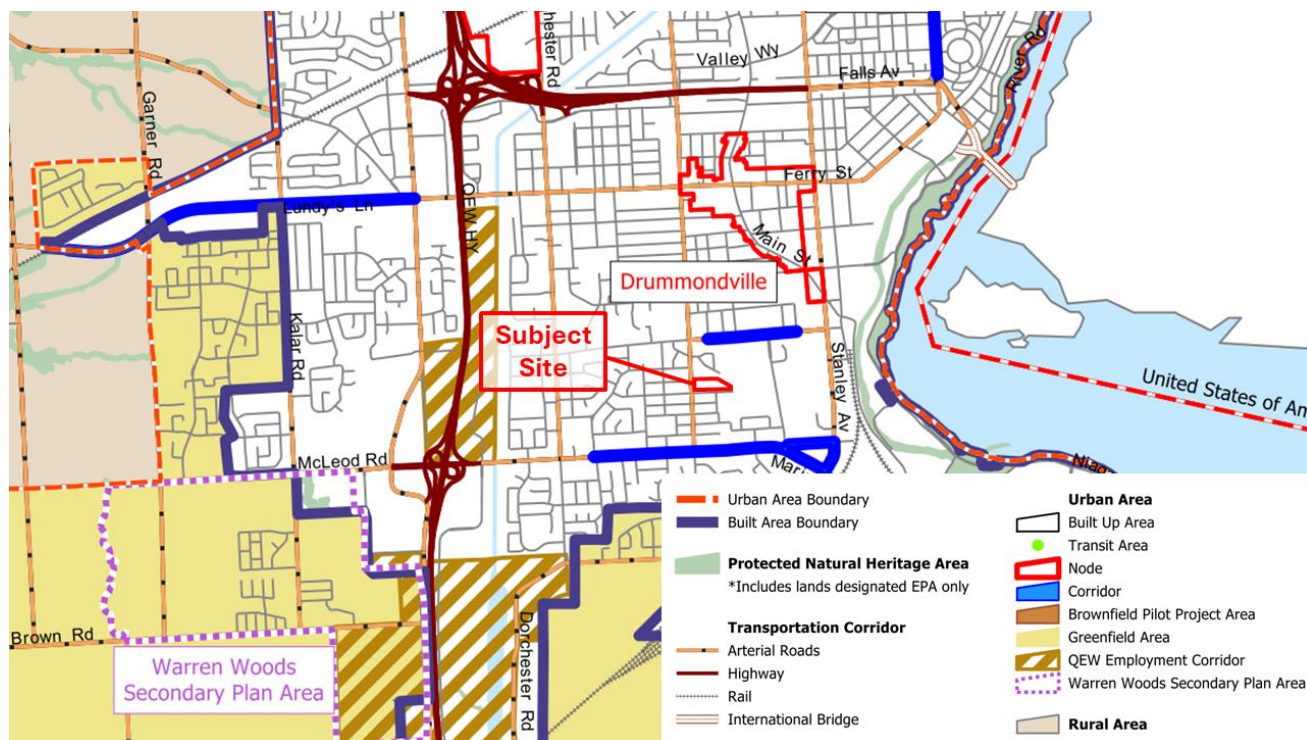 Valley Wy
Falls Av
River Rd
Garner Rd
QEW HY
Ferry St
Lundy's Ln
Main St
Drummondville
Kalar Rd
Subject
Site
Stanley Av
United States of Am
McLeod Rd
Dorchester Rd
Brown Rd
Warren Woods
Secondary Plan Area
Urban Area Boundary
Built Area Boundary
Protected Natural Heritage Area
*Includes lands designated EPA only
Transportation Corridor
Arterial Roads
Highway
Rail
International Bridge
Urban Area
Built Up Area
Transit Area
Node
Corridor
Brownfield Pilot Project Area
Greenfield Area
QEW Employment Corridor
Warren Woods Secondary Plan Area
Rural Area